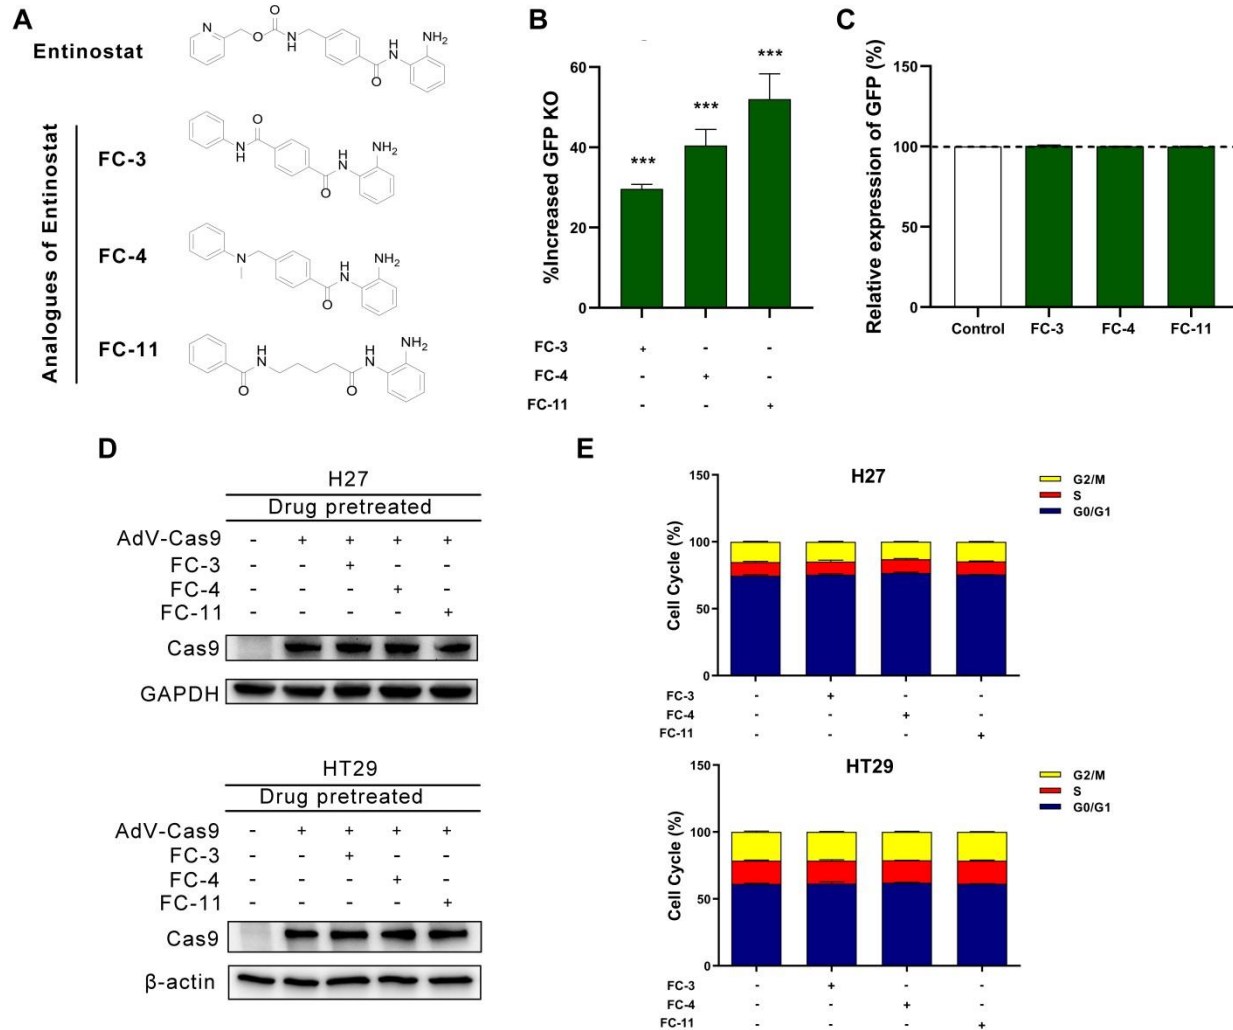 A
Entinostat
N
O
O
N
H
O
H
N
NH2
Analogues of Entinostat
FC-3
O
N
H
O
H
N
NH2
FC-4
N
O
H
N
NH2
FC-11
O
H
N
O
H
N
NH2
B
%Increased GFP KO
60
40
20
0
*** *** ***
FC-3 + - -
FC-4 - + -
FC-11 - - +
C
Relative expression of GFP (%)
150
100
50
0
Control FC-3 FC-4 FC-11
D
H27
Drug pretreated
AdV-Cas9 - + + + +
FC-3 - - + - -
FC-4 - - - + -
FC-11 - - - - +
Cas9
GAPDH
HT29
Drug pretreated
AdV-Cas9 - + + + +
FC-3 - - + - -
FC-4 - - - + -
FC-11 - - - - +
Cas9
β-actin
E
H27
Cell Cycle (%)
150
100
50
0
G2/M
S
G0/G1
FC-3 - + - -
FC-4 - - + -
FC-11 - - - +
HT29
Cell Cycle (%)
150
100
50
0
G2/M
S
G0/G1
FC-3 - + - -
FC-4 - - + -
FC-11 - - - +